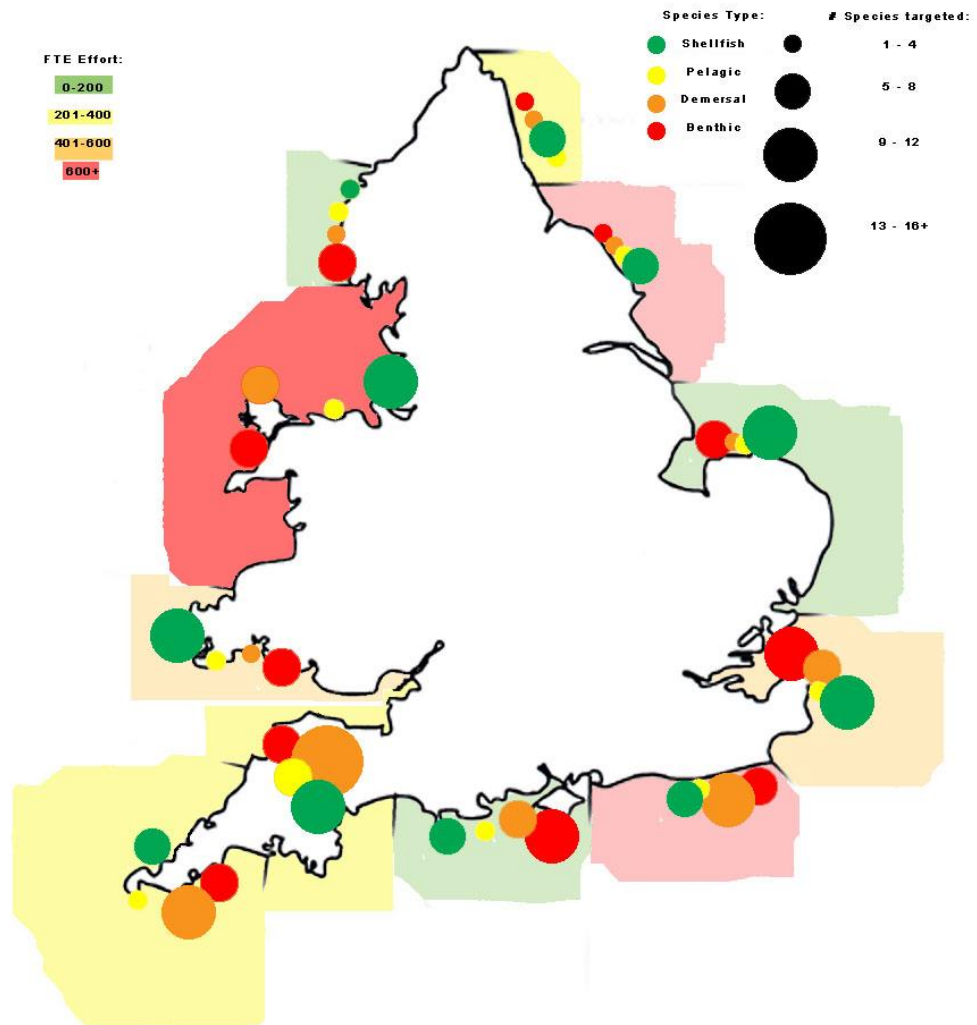 FTE Effort:
0-200
201-400
401-600
600+
Species Type:
Shellfish
Pelagic
Demersal
Benthic
# Species targeted:
1 - 4
5 - 8
9 - 12
13 - 16+